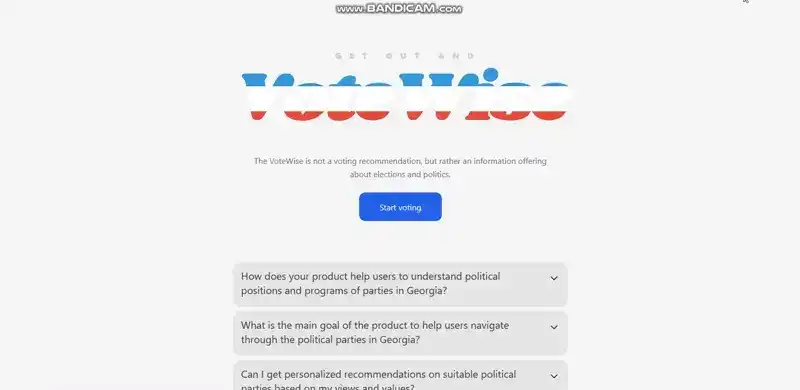 WWW.BANDICAM.COM
GET OUT AND
VoteWise
The VoteWise is not a voting recommendation, but rather an information offering
about elections and politics.
Start voting
How does your product help users to understand political
positions and programs of parties in Georgia?
What is the main goal of the product to help users navigate
through the political parties in Georgia?
Can I get personalized recommendations on suitable political
parties based on my views and values?